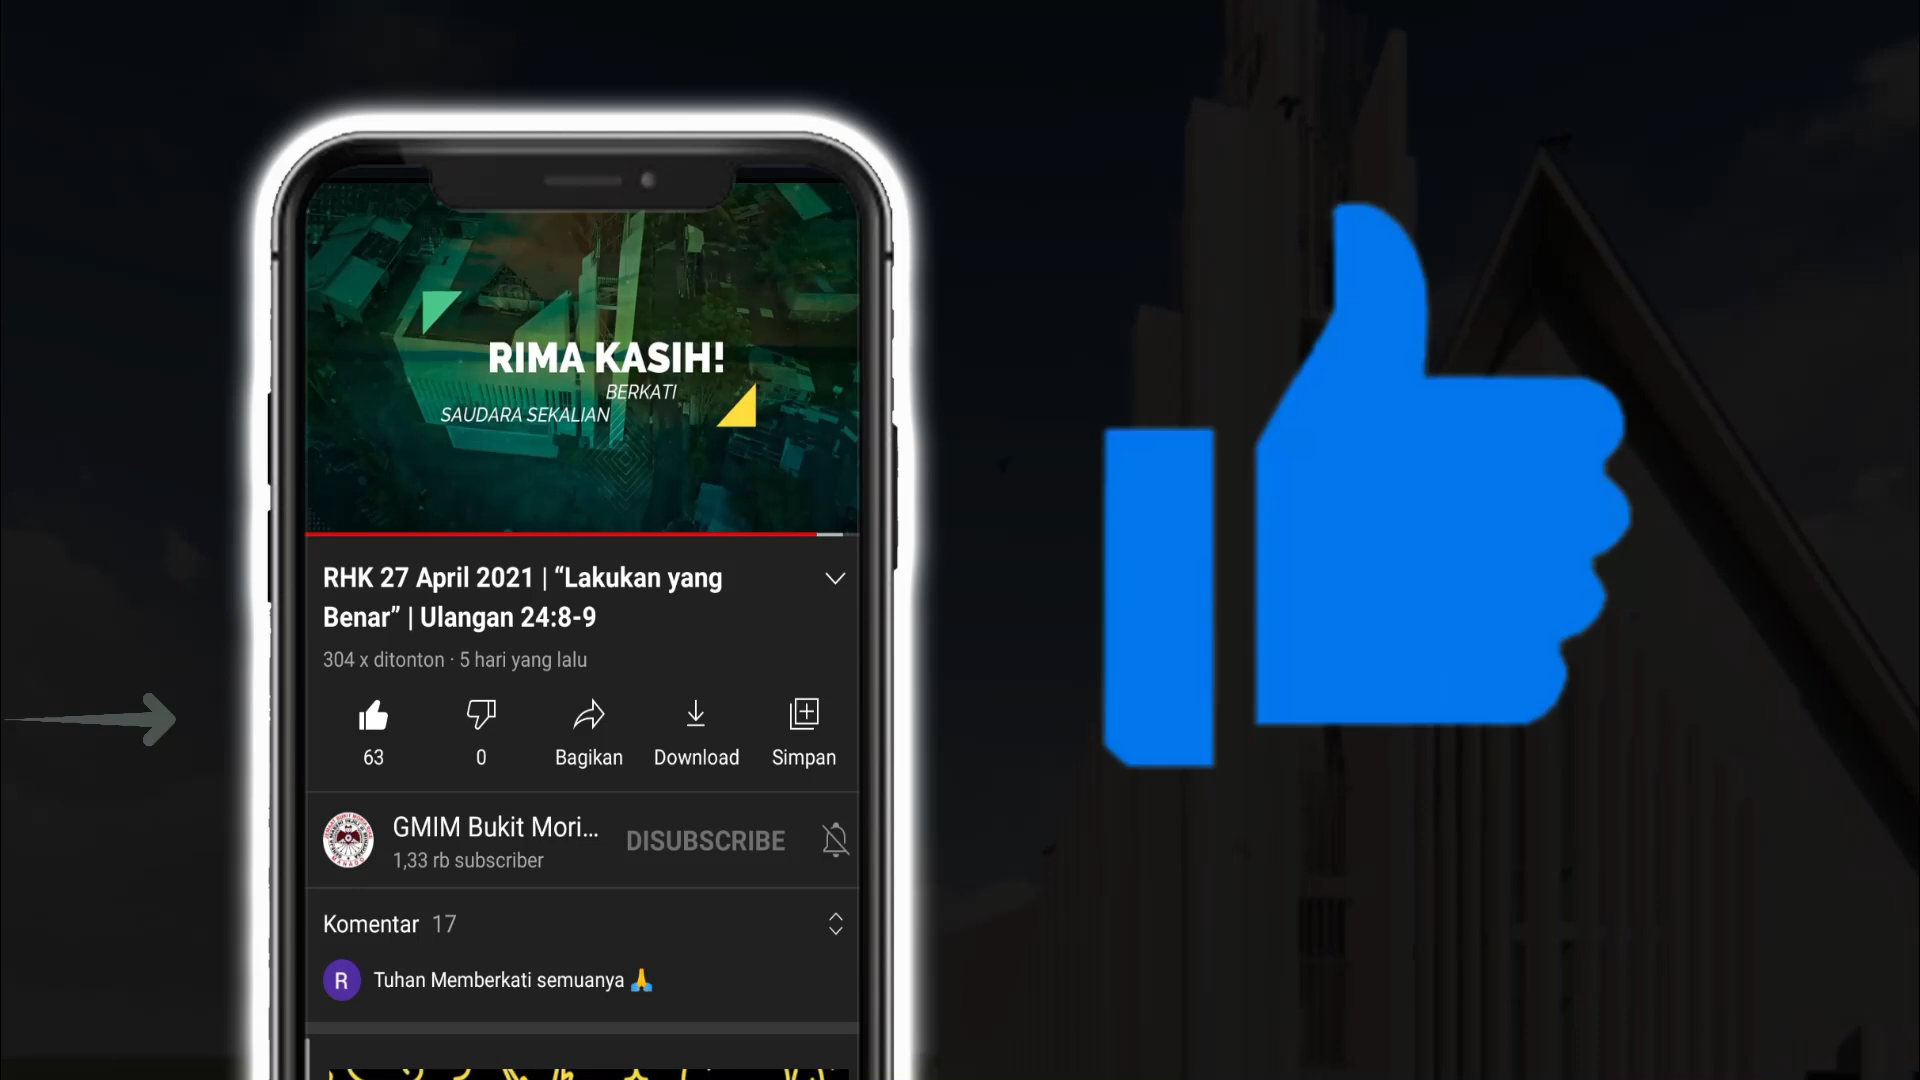 RIMA KASIH!
BERKATI
SAUDARA SEKALIAN
RHK 27 April 2021 | “Lakukan yang
Benar” | Ulangan 24:8-9
304 x ditonton · 5 hari yang lalu
63
0
Bagikan
Download
Simpan
GMIM Bukit Mori...
DISUBSCRIBE
1,33 rb subscriber
Komentar 17
R
Tuhan Memberkati semuanya 🙏